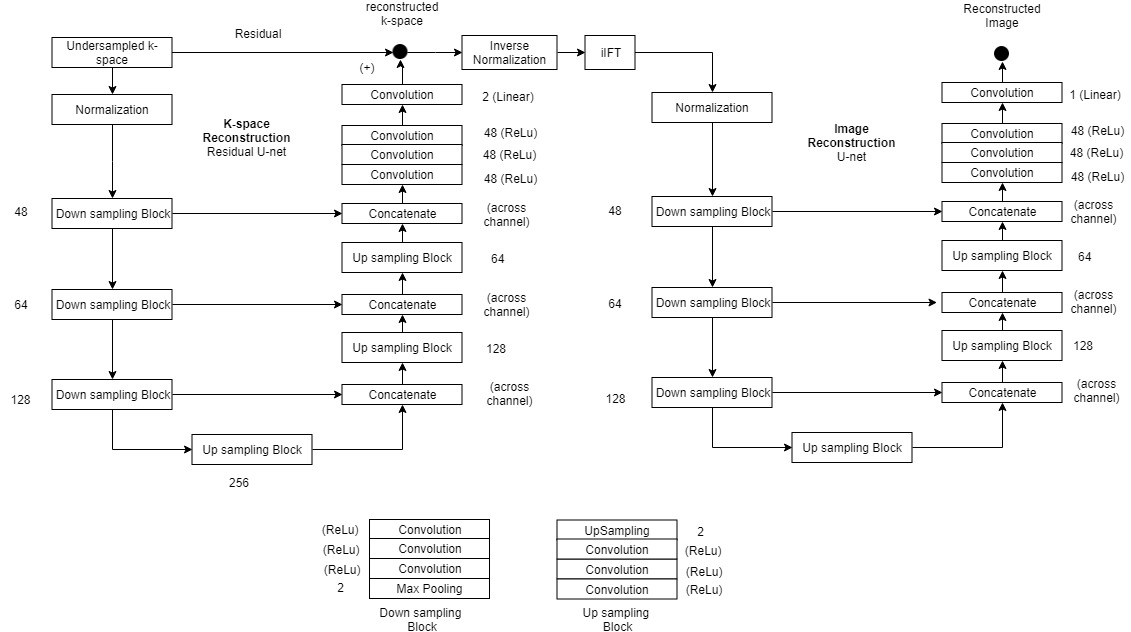 reconstructed
k-space
Reconstructed
Image
Undersampled k-
space
Residual
(+)
Inverse
Normalization
iIFT
Normalization
K-space
Reconstruction
Residual U-net
Convolution
2 (Linear)
Convolution
48 (ReLu)
Convolution
48 (ReLu)
Convolution
48 (ReLu)
48
Down sampling Block
Concatenate
(across
channel)
Up sampling Block
64
64
Down sampling Block
Concatenate
(across
channel)
Up sampling Block
128
128
Down sampling Block
Concatenate
(across
channel)
Up sampling Block
256
Normalization
Image
Reconstruction
U-net
Convolution
1 (Linear)
Convolution
48 (ReLu)
Convolution
48 (ReLu)
Convolution
48 (ReLu)
48
Down sampling Block
Concatenate
(across
channel)
Up sampling Block
64
64
Down sampling Block
Concatenate
(across
channel)
Up sampling Block
128
128
Down sampling Block
Concatenate
(across
channel)
Up sampling Block
(ReLu)
Convolution
(ReLu)
Convolution
(ReLu)
Convolution
2
Max Pooling
Down sampling
Block
UpSampling
2
Convolution
(ReLu)
Convolution
(ReLu)
Convolution
(ReLu)
Up sampling
Block